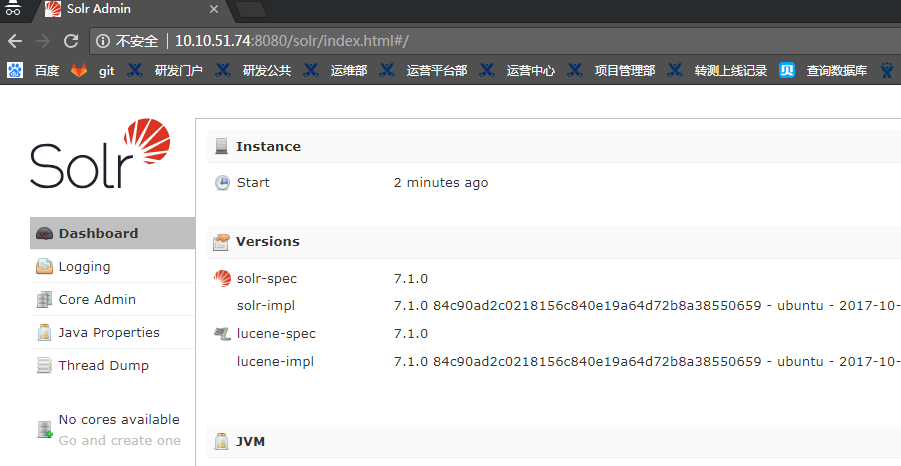 Solr Admin
不安全 10.10.51.74:8080/solr/index.html#/
百度 git 研发门户 研发公共 运维部 运营平台部 运营中心 项目管理部 转测上线记录 贝 查询数据库
Solr
Instance
Start 2 minutes ago
Dashboard
Versions
Logging
solr-spec 7.1.0
Core Admin
solr-impl 7.1.0 84c90ad2c0218156c840e19a64d72b8a38550659 - ubuntu - 2017-10-
Java Properties
lucene-spec 7.1.0
Thread Dump
lucene-impl 7.1.0 84c90ad2c0218156c840e19a64d72b8a38550659 - ubuntu - 2017-10-
No cores available
Go and create one
JVM